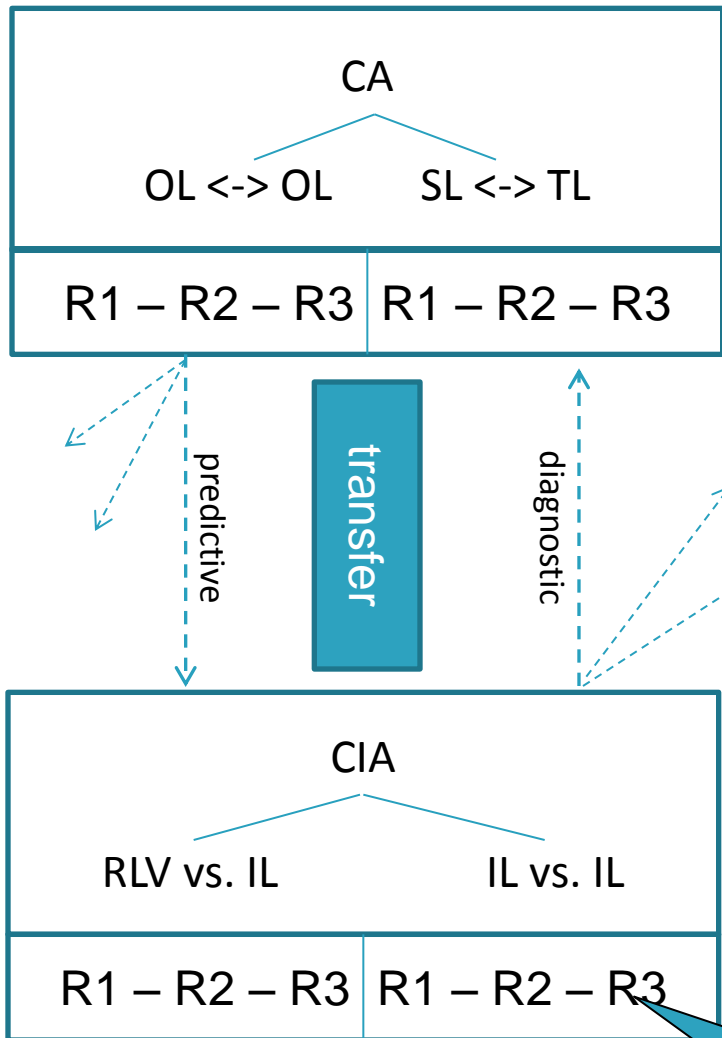 CA
OL <-> OL SL <-> TL
R1 – R2 – R3 R1 – R2 – R3
predictive
transfer
diagnostic
CIA
RLV vs. IL IL vs. IL
R1 – R2 – R3 R1 – R2 – R3